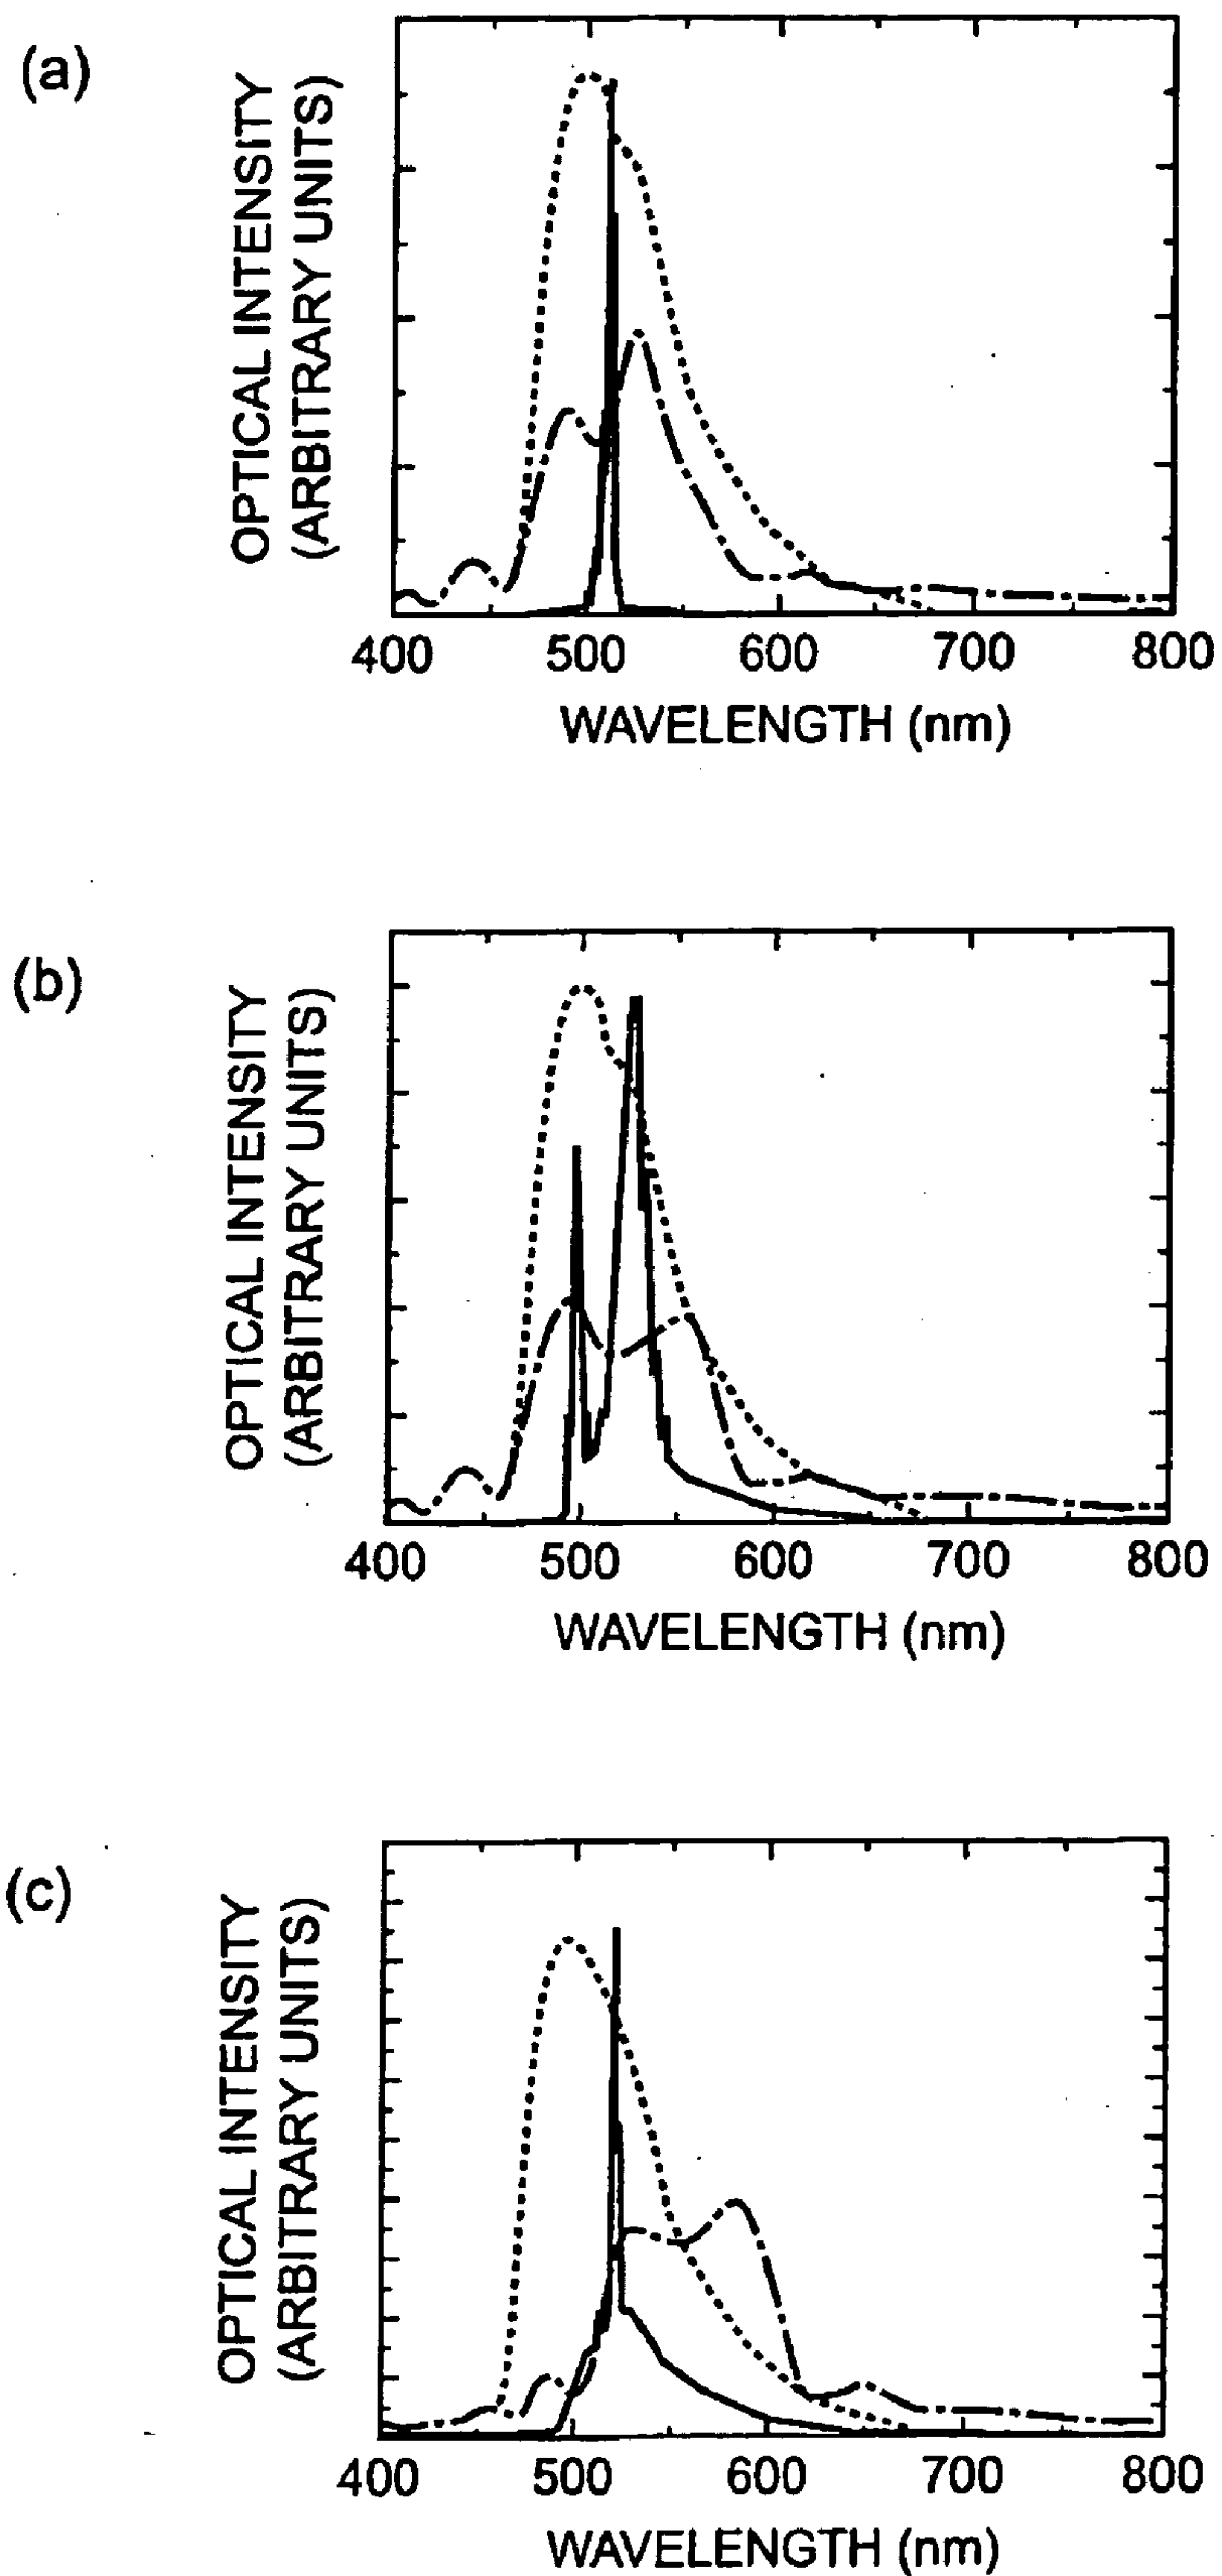 (a)
OPTICAL INTENSITY
(ARBITRARY UNITS)
400 500 600 700 800
WAVELENGTH (nm)
(b)
OPTICAL INTENSITY
(ARBITRARY UNITS)
400 500 600 700 800
WAVELENGTH (nm)
(c)
OPTICAL INTENSITY
(ARBITRARY UNITS)
400 500 600 700 800
WAVELENGTH (nm)